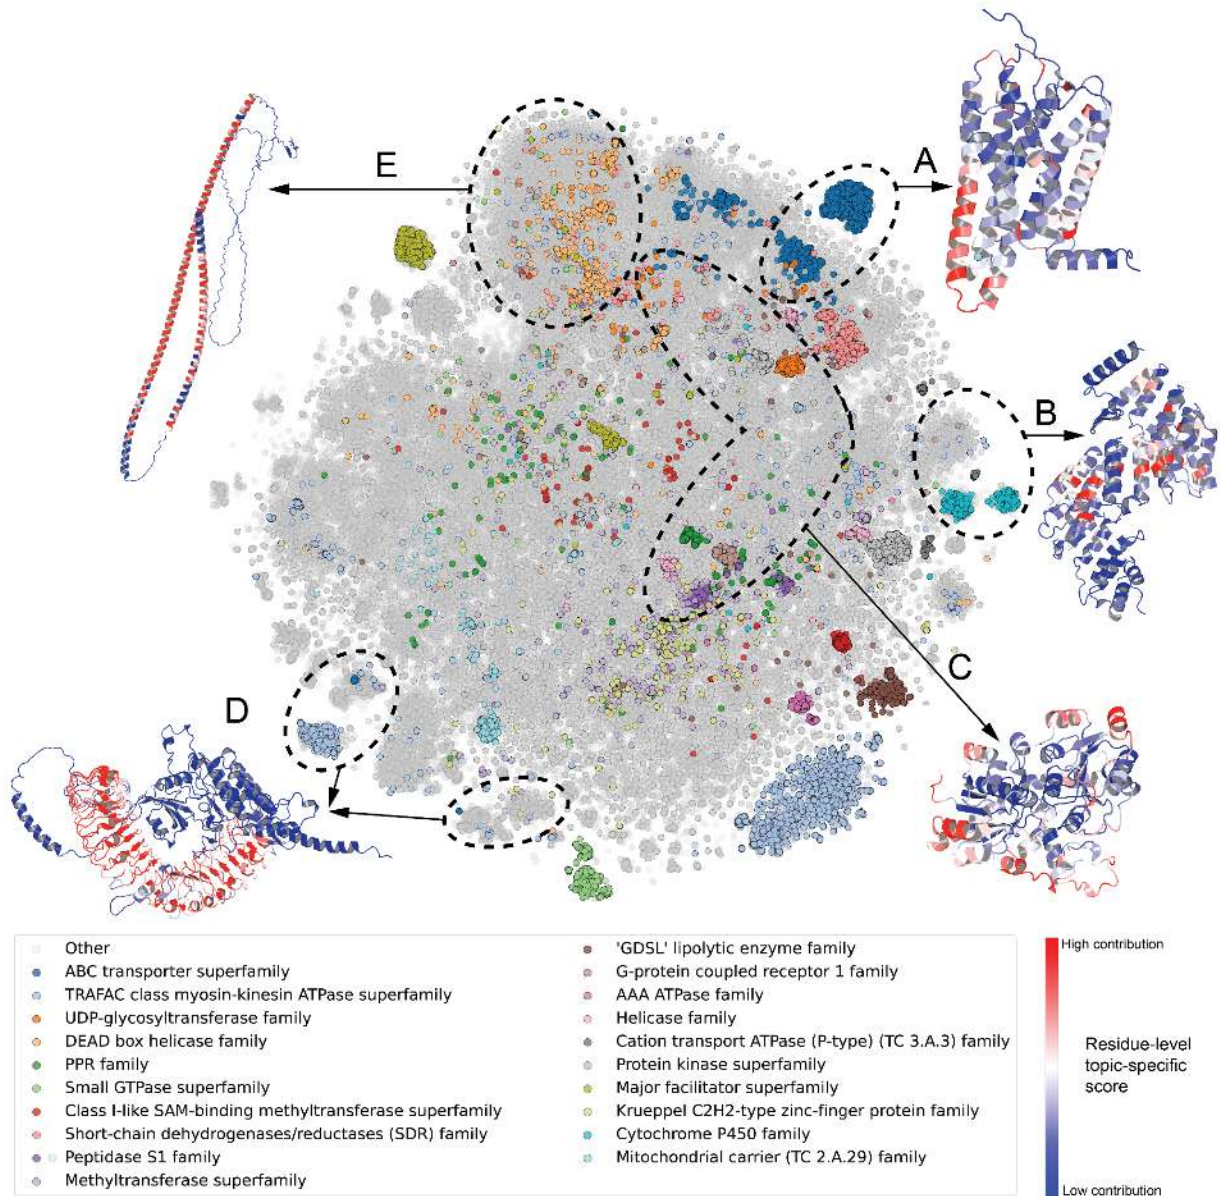 E
A
B
C
D
Other
ABC transporter superfamily
TRAFAC class myosin-kinesin ATPase superfamily
UDP-glycosyltransferase family
DEAD box helicase family
PPR family
Small GTPase superfamily
Class I-like SAM-binding methyltransferase superfamily
Short-chain dehydrogenases/reductases (SDR) family
Peptidase S1 family
Methyltransferase superfamily
'GDSL' lipolytic enzyme family
G-protein coupled receptor 1 family
AAA ATPase family
Helicase family
Cation transport ATPase (P-type) (TC 3.A.3) family
Protein kinase superfamily
Major facilitator superfamily
Krueppel C2H2-type zinc-finger protein family
Cytochrome P450 family
Mitochondrial carrier (TC 2.A.29) family
High contribution
Residue-level
topic-specific
score
Low contribution